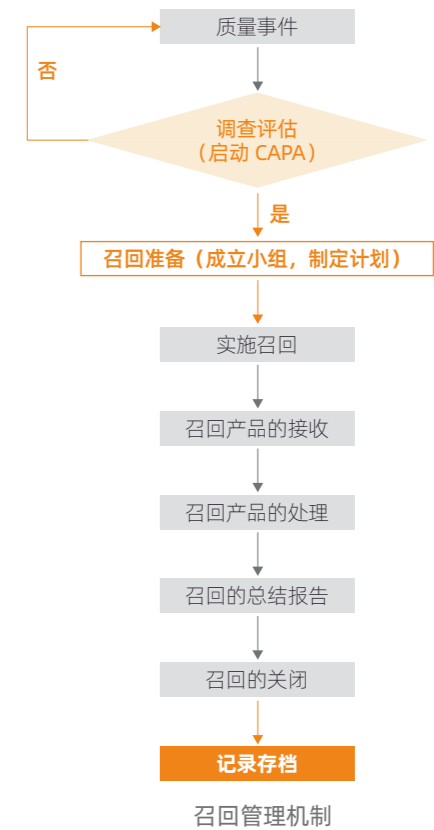 质量事件
否
调查评估
（启动 CAPA）
是
召回准备（成立小组，制定计划）
实施召回
召回产品的接收
召回产品的处理
召回的总结报告
召回的关闭
记录存档
召回管理机制